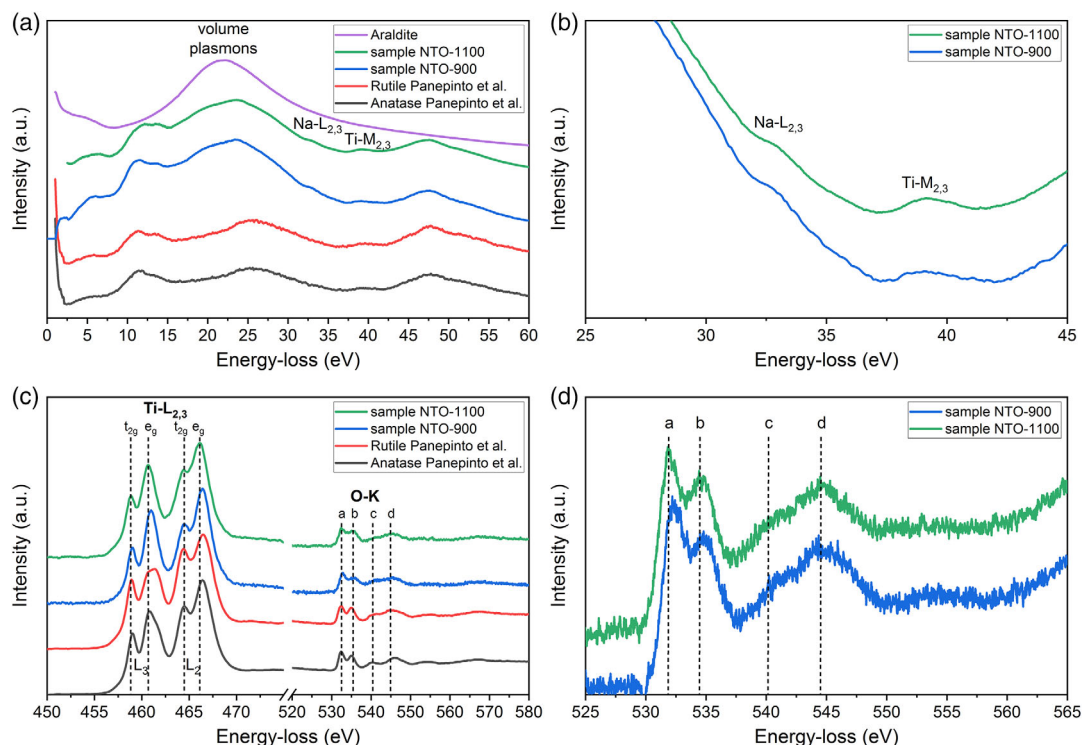 (a)
volume
plasmons
Araldite
sample NTO-1100
sample NTO-900
Rutile Panepinto et al.
Anatase Panepinto et al.
Na-L2,3
Ti-M2,3
Intensity (a.u.)
0 5 10 15 20 25 30 35 40 45 50 55 60
Energy-loss (eV)
(b)
sample NTO-1100
sample NTO-900
Na-L2,3
Ti-M2,3
Intensity (a.u.)
25 30 35 40 45
Energy-loss (eV)
(c)
Ti-L2,3
t2g eg t2g eg
sample NTO-1100
sample NTO-900
Rutile Panepinto et al.
Anatase Panepinto et al.
O-K
a b c d
L3 L2
Intensity (a.u.)
450 455 460 465 470 520 530 540 550 560 570 580
Energy-loss (eV)
(d)
a b c d
sample NTO-900
sample NTO-1100
Intensity (a.u.)
525 530 535 540 545 550 555 560 565
Energy-loss (eV)